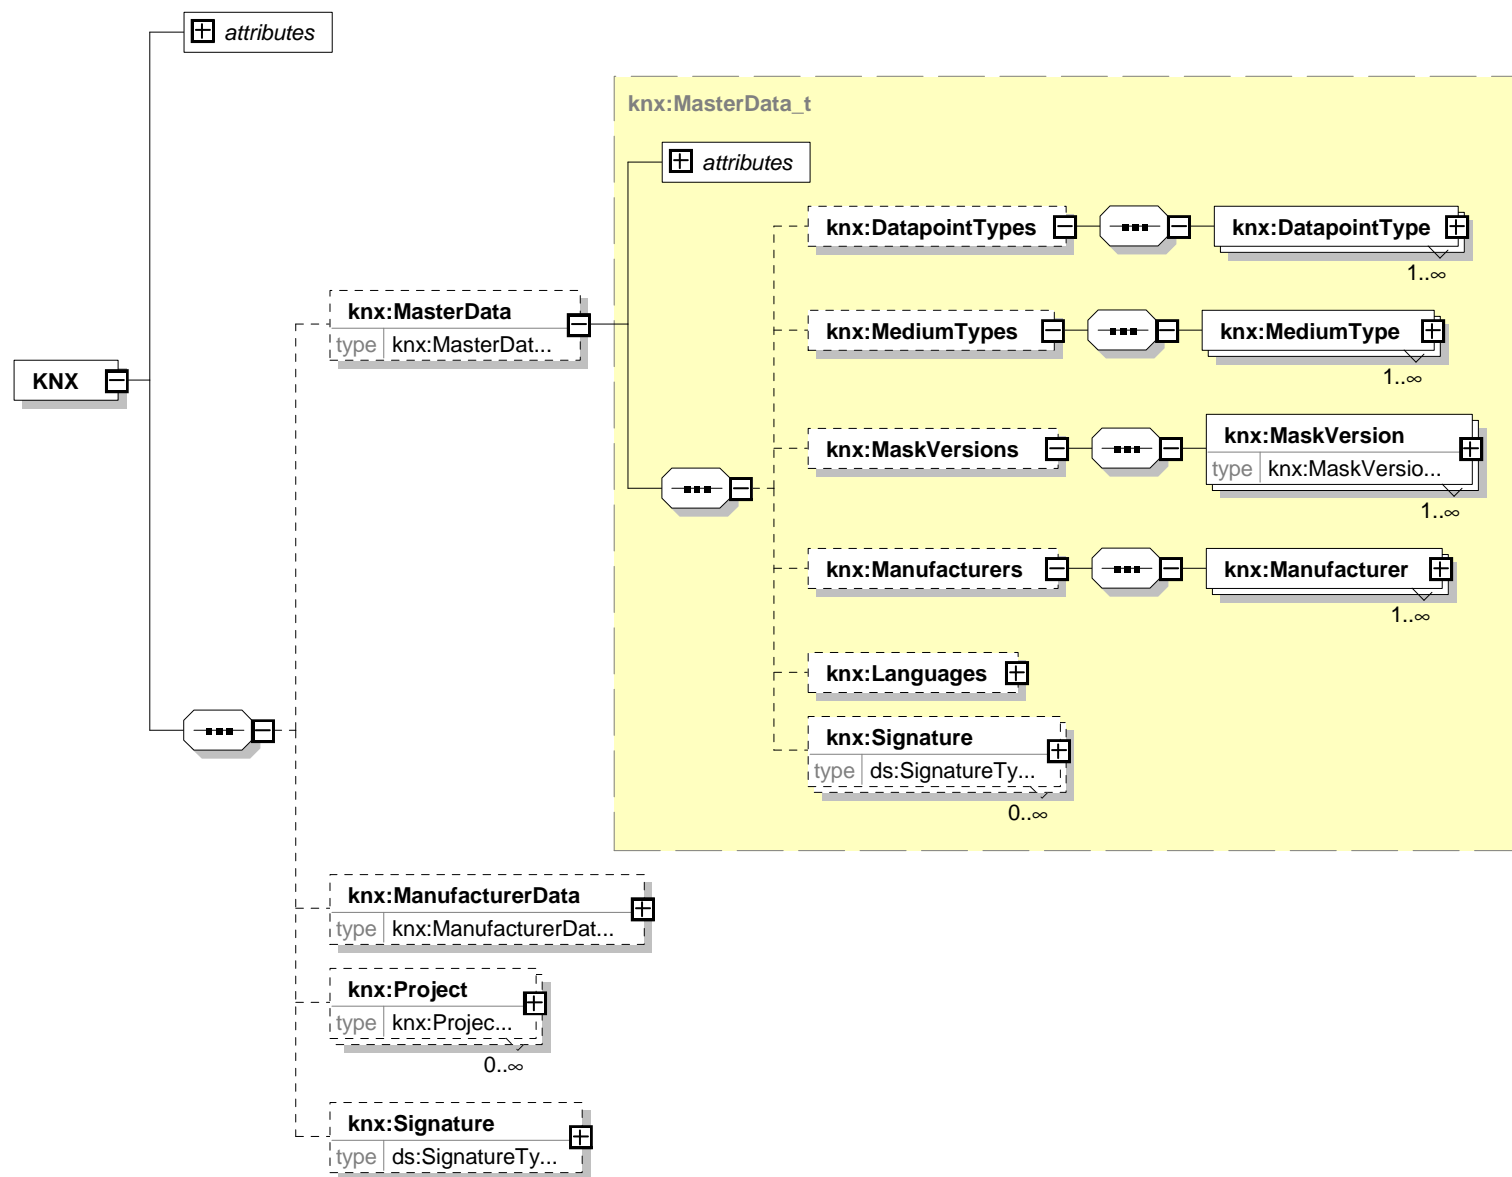 attributes
knx:MasterData_t
attributes
knx:DatapointTypes
knx:DatapointType
1..∞
knx:MasterData
type knx:MasterDat...
knx:MediumTypes
knx:MediumType
1..∞
KNX
knx:MaskVersions
knx:MaskVersion
type knx:MaskVersio...
1..∞
knx:Manufacturers
knx:Manufacturer
1..∞
knx:Languages
knx:Signature
type ds:SignatureTy...
0..∞
knx:ManufacturerData
type knx:ManufacturerDat...
knx:Project
type knx:Projec...
0..∞
knx:Signature
type ds:SignatureTy...